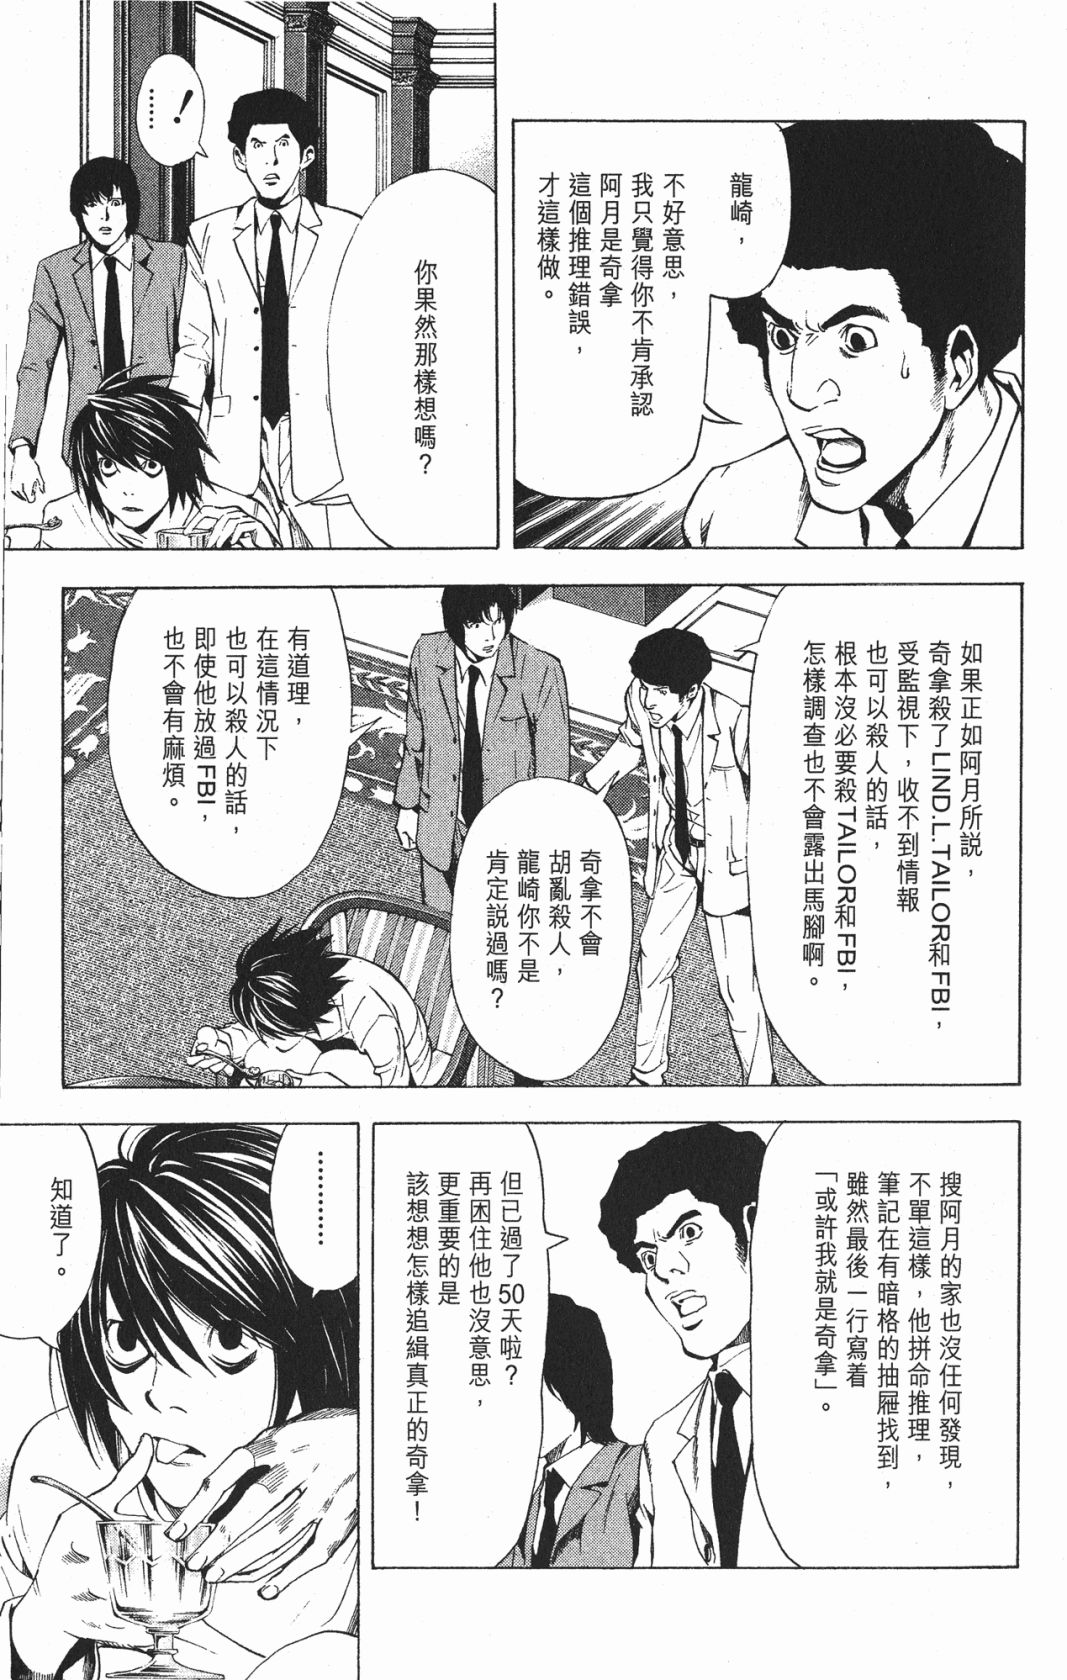 龍崎，
不好意思，
我只覺得你不肯承認
阿月是奇拿
這個推理錯誤，
才這樣做。
！……
你果然那樣想嗎？
如果正如阿月所說，
奇拿殺了LIND.L.TAILOR和FBI，
受監視下，收不到情報
也可以殺人的話，
根本沒必要殺TAILOR和FBI，
怎樣調查也不會露出馬腳啊。
奇拿不會
胡亂殺人，
龍崎你不是
肯定說過嗎？
有道理，
在這情況下
也可以殺人的話，
即使他放過FBI，
也不會有麻煩。
搜阿月的家也沒任何發現，
不單這樣，他拼命推理，
筆記在有暗格的抽屜找到，
雖然最後一行寫着
「或許我就是奇拿」。
但已過了50天啦？
再困住他也沒意思，
更重要的是
該想想怎樣追緝真正的奇拿！
………
知道了。